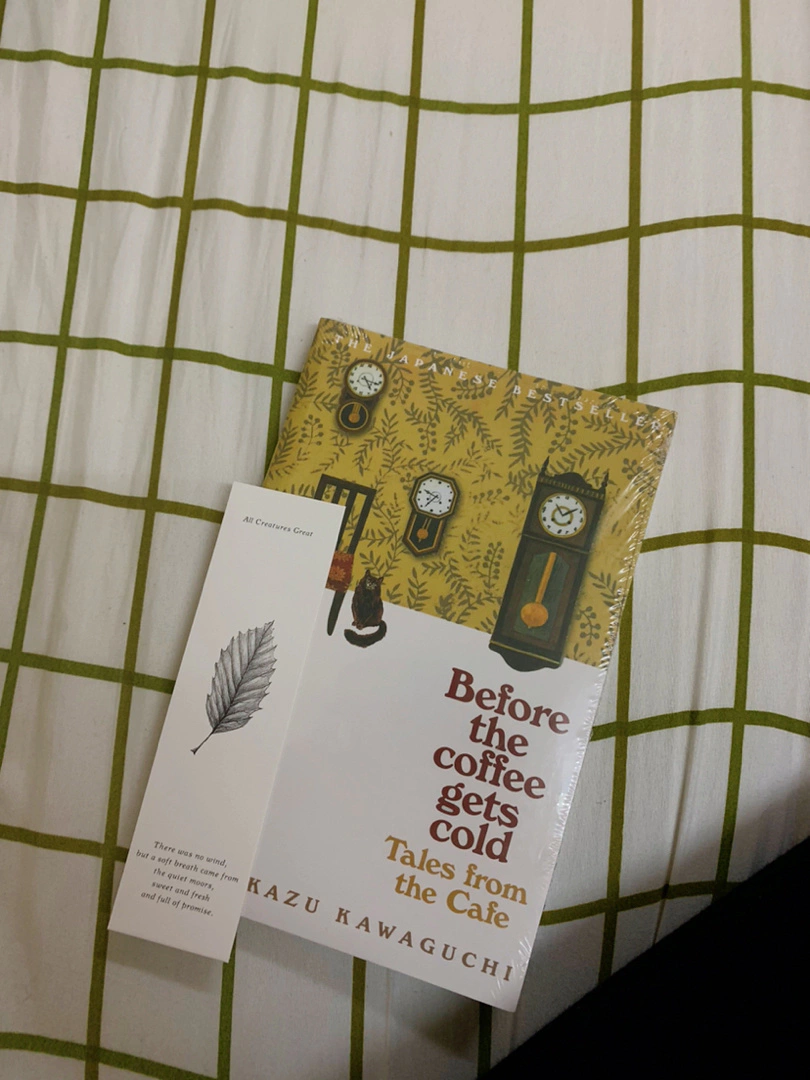 THE JAPANESE BESTSELLER
Before
the
coffee
gets
cold
Tales from
the Cafe
KAZU KAWAGUCHI
All Creatures Great
There was no wind,
but a soft breath came from
the quiet moors,
sweet and fresh
and full of promise.